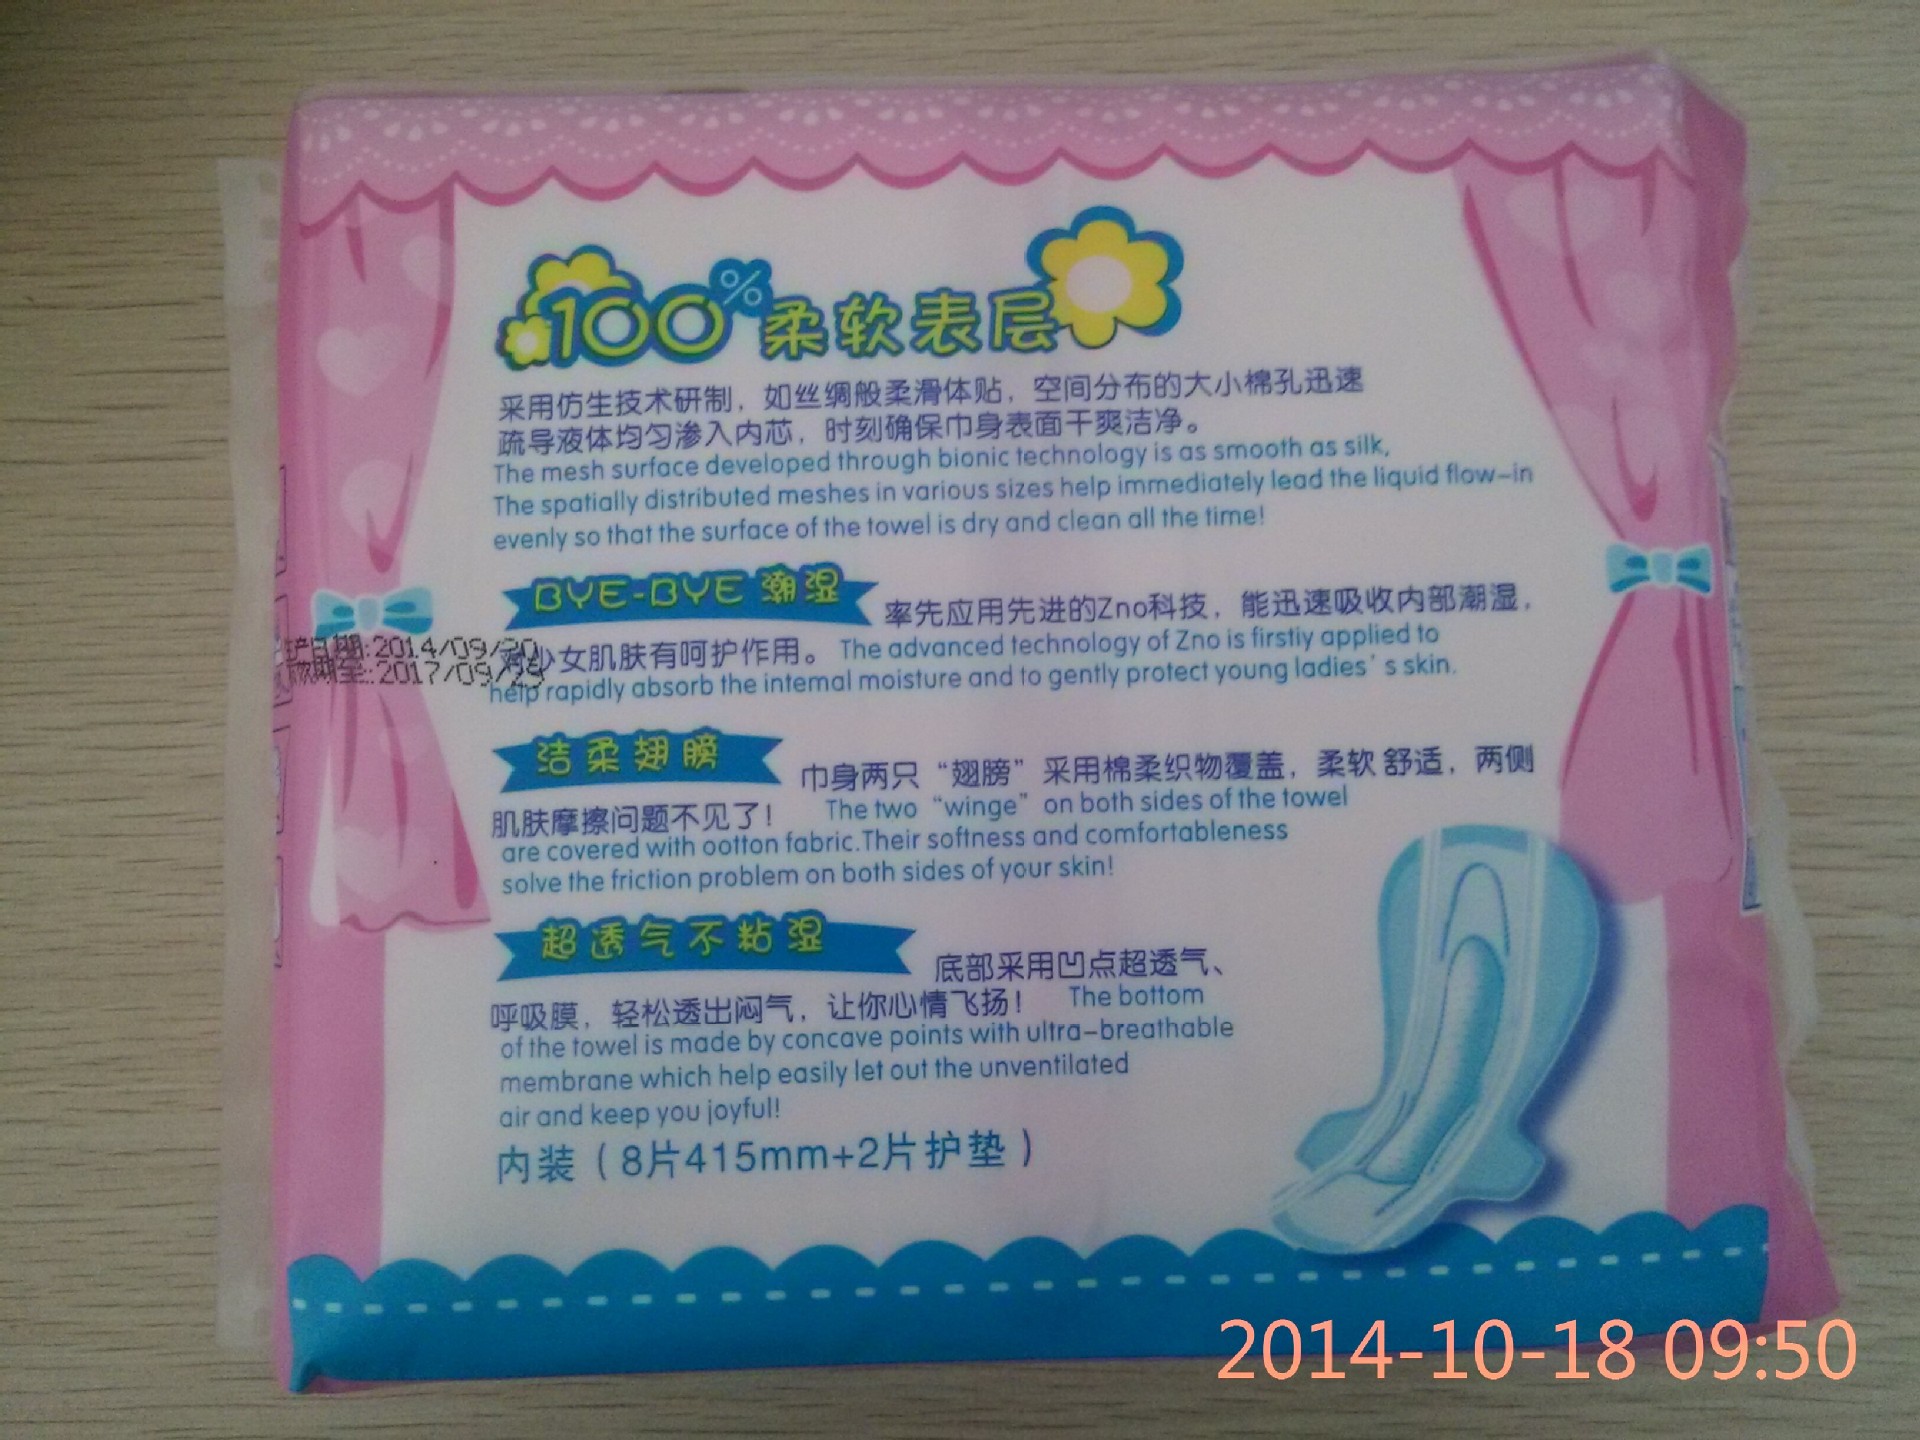 100%柔软表层
采用仿生技术研制，如丝绸般柔滑体贴，空间分布的大小棉孔迅速
疏导液体均匀渗入内芯，时刻确保巾身表面干爽洁净。
The mesh surface developed through bionic technology is as smooth as silk,
The spatially distributed meshes in various sizes help immediately lead the liquid flow-in
evenly so that the surface of the towel is dry and clean all the time!
BYE-BYE 潮湿 率先应用先进的Zno科技，能迅速吸收内部潮湿，
生产日期:2014/09/20
少女肌肤有呵护作用。 The advanced technology of Zno is firstiy applied to
效期至:2017/09/
help rapidly absorb the intemal moisture and to gently protect young ladies’s skin.
洁柔翅膀 巾身两只“翅膀”采用棉柔织物覆盖，柔软 舒适，两侧
肌肤摩擦问题不见了！ The two “winge” on both sides of the towel
are covered with ootton fabric.Their softness and comfortableness
solve the friction problem on both sides of your skin!
超透气不粘湿 底部采用凹点超透气、
呼吸膜，轻松透出闷气，让你心情飞扬！ The bottom
of the towel is made by concave points with ultra-breathable
membrane which help easily let out the unventilated
air and keep you joyful!
内装（8片415mm+2片护垫）
2014-10-18 09:50